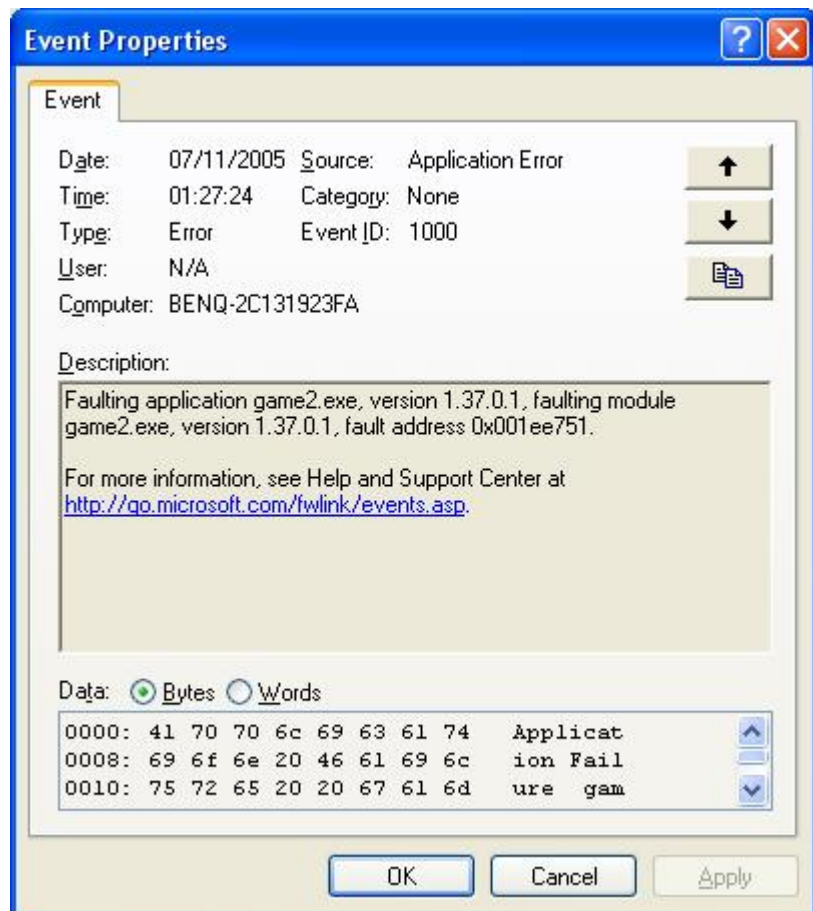 Event Properties
Event
Date: 07/11/2005 Source: Application Error
Time: 01:27:24 Category: None
Type: Error Event ID: 1000
User: N/A
Computer: BENQ-2C131923FA
Description:
Faulting application game2.exe, version 1.37.0.1, faulting module
game2.exe, version 1.37.0.1, fault address 0x001ee751.
For more information, see Help and Support Center at
http://go.microsoft.com/fwlink/events.asp.
Data: Bytes Words
0000: 41 70 70 6c 69 63 61 74 Applicat
0008: 69 6f 6e 20 46 61 69 6c ion Fail
0010: 75 72 65 20 20 67 61 6d ure  gam
OK Cancel Apply